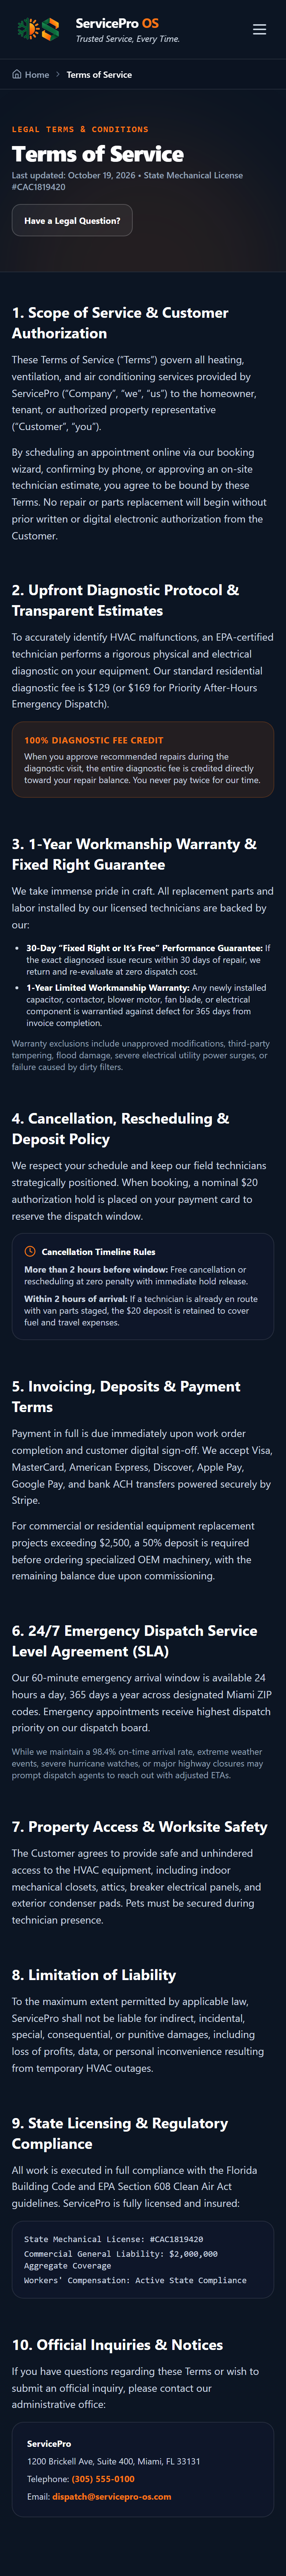 ServicePro OS
Trusted Service, Every Time.
Home > Terms of Service
LEGAL TERMS & CONDITIONS
Terms of Service
Last updated: October 19, 2026 • State Mechanical License
#CAC1819420
Have a Legal Question?
1. Scope of Service & Customer
Authorization
These Terms of Service (“Terms”) govern all heating,
ventilation, and air conditioning services provided by
ServicePro (“Company”, “we”, “us”) to the homeowner,
tenant, or authorized property representative
(“Customer”, “you”).
By scheduling an appointment online via our booking
wizard, confirming by phone, or approving an on-site
technician estimate, you agree to be bound by these
Terms. No repair or parts replacement will begin without
prior written or digital electronic authorization from the
Customer.
2. Upfront Diagnostic Protocol &
Transparent Estimates
To accurately identify HVAC malfunctions, an EPA-certified
technician performs a rigorous physical and electrical
diagnostic on your equipment. Our standard residential
diagnostic fee is $129 (or $169 for Priority After-Hours
Emergency Dispatch).
100% DIAGNOSTIC FEE CREDIT
When you approve recommended repairs during the
diagnostic visit, the entire diagnostic fee is credited directly
toward your repair balance. You never pay twice for our time.
3. 1-Year Workmanship Warranty &
Fixed Right Guarantee
We take immense pride in craft. All replacement parts and
labor installed by our licensed technicians are backed by
our:
• 30-Day “Fixed Right or It’s Free” Performance Guarantee: If
the exact diagnosed issue recurs within 30 days of repair, we
return and re-evaluate at zero dispatch cost.
• 1-Year Limited Workmanship Warranty: Any newly installed
capacitor, contactor, blower motor, fan blade, or electrical
component is warrantied against defect for 365 days from
invoice completion.
Warranty exclusions include unapproved modifications, third-party
tampering, flood damage, severe electrical utility power surges, or
failure caused by dirty filters.
4. Cancellation, Rescheduling &
Deposit Policy
We respect your schedule and keep our field technicians
strategically positioned. When booking, a nominal $20
authorization hold is placed on your payment card to
reserve the dispatch window.
Cancellation Timeline Rules
More than 2 hours before window: Free cancellation or
rescheduling at zero penalty with immediate hold release.
Within 2 hours of arrival: If a technician is already en route
with van parts staged, the $20 deposit is retained to cover
fuel and travel expenses.
5. Invoicing, Deposits & Payment
Terms
Payment in full is due immediately upon work order
completion and customer digital sign-off. We accept Visa,
MasterCard, American Express, Discover, Apple Pay,
Google Pay, and bank ACH transfers powered securely by
Stripe.
For commercial or residential equipment replacement
projects exceeding $2,500, a 50% deposit is required
before ordering specialized OEM machinery, with the
remaining balance due upon commissioning.
6. 24/7 Emergency Dispatch Service
Level Agreement (SLA)
Our 60-minute emergency arrival window is available 24
hours a day, 365 days a year across designated Miami ZIP
codes. Emergency appointments receive highest dispatch
priority on our dispatch board.
While we maintain a 98.4% on-time arrival rate, extreme weather
events, severe hurricane watches, or major highway closures may
prompt dispatch agents to reach out with adjusted ETAs.
7. Property Access & Worksite Safety
The Customer agrees to provide safe and unhindered
access to the HVAC equipment, including indoor
mechanical closets, attics, breaker electrical panels, and
exterior condenser pads. Pets must be secured during
technician presence.
8. Limitation of Liability
To the maximum extent permitted by applicable law,
ServicePro shall not be liable for indirect, incidental,
special, consequential, or punitive damages, including
loss of profits, data, or personal inconvenience resulting
from temporary HVAC outages.
9. State Licensing & Regulatory
Compliance
All work is executed in full compliance with the Florida
Building Code and EPA Section 608 Clean Air Act
guidelines. ServicePro is fully licensed and insured:
State Mechanical License: #CAC1819420
Commercial General Liability: $2,000,000
Aggregate Coverage
Workers' Compensation: Active State Compliance
10. Official Inquiries & Notices
If you have questions regarding these Terms or wish to
submit an official inquiry, please contact our
administrative office:
ServicePro
1200 Brickell Ave, Suite 400, Miami, FL 33131
Telephone: (305) 555-0100
Email: dispatch@servicepro-os.com